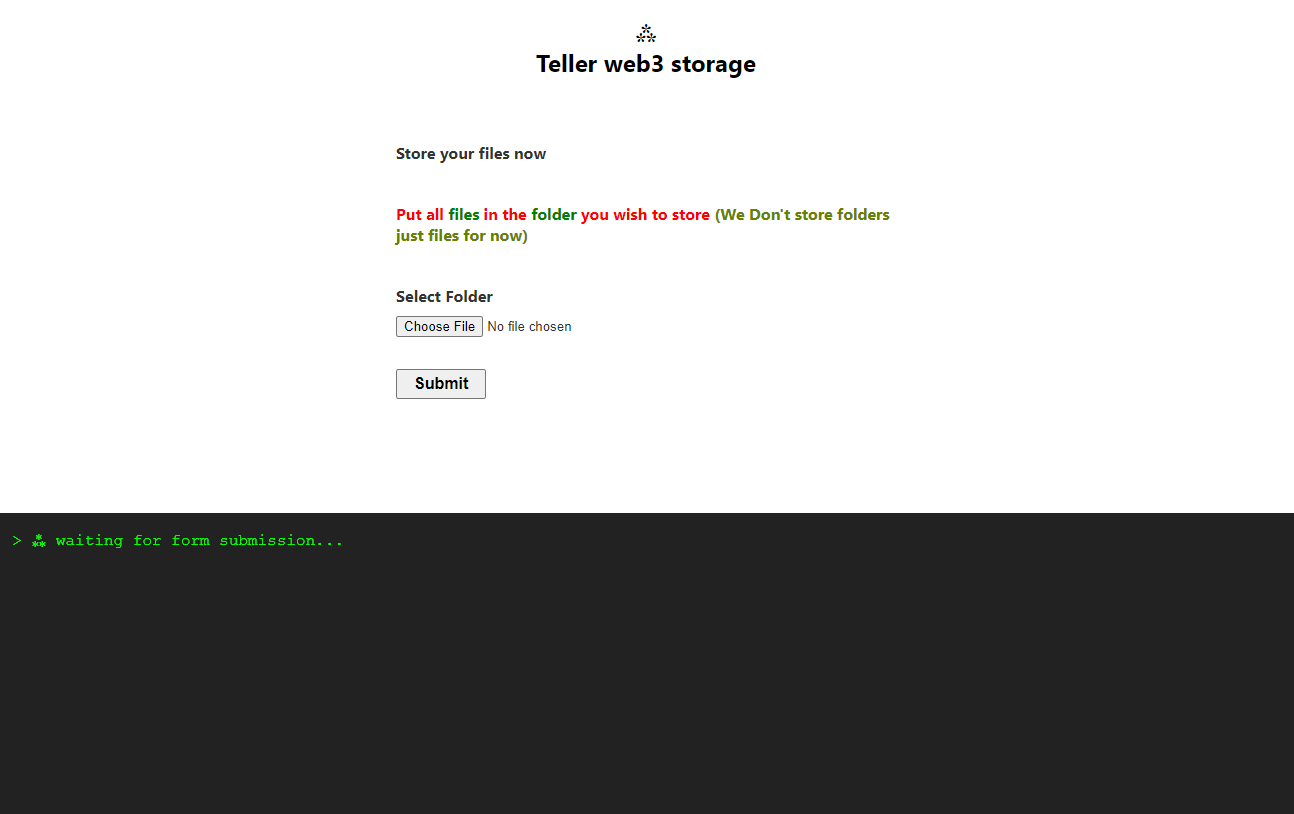 ⁂
Teller web3 storage
Store your files now
Put all files in the folder you wish to store (We Don't store folders
just files for now)
Select Folder
Choose File No file chosen
Submit
> ⁂ waiting for form submission...